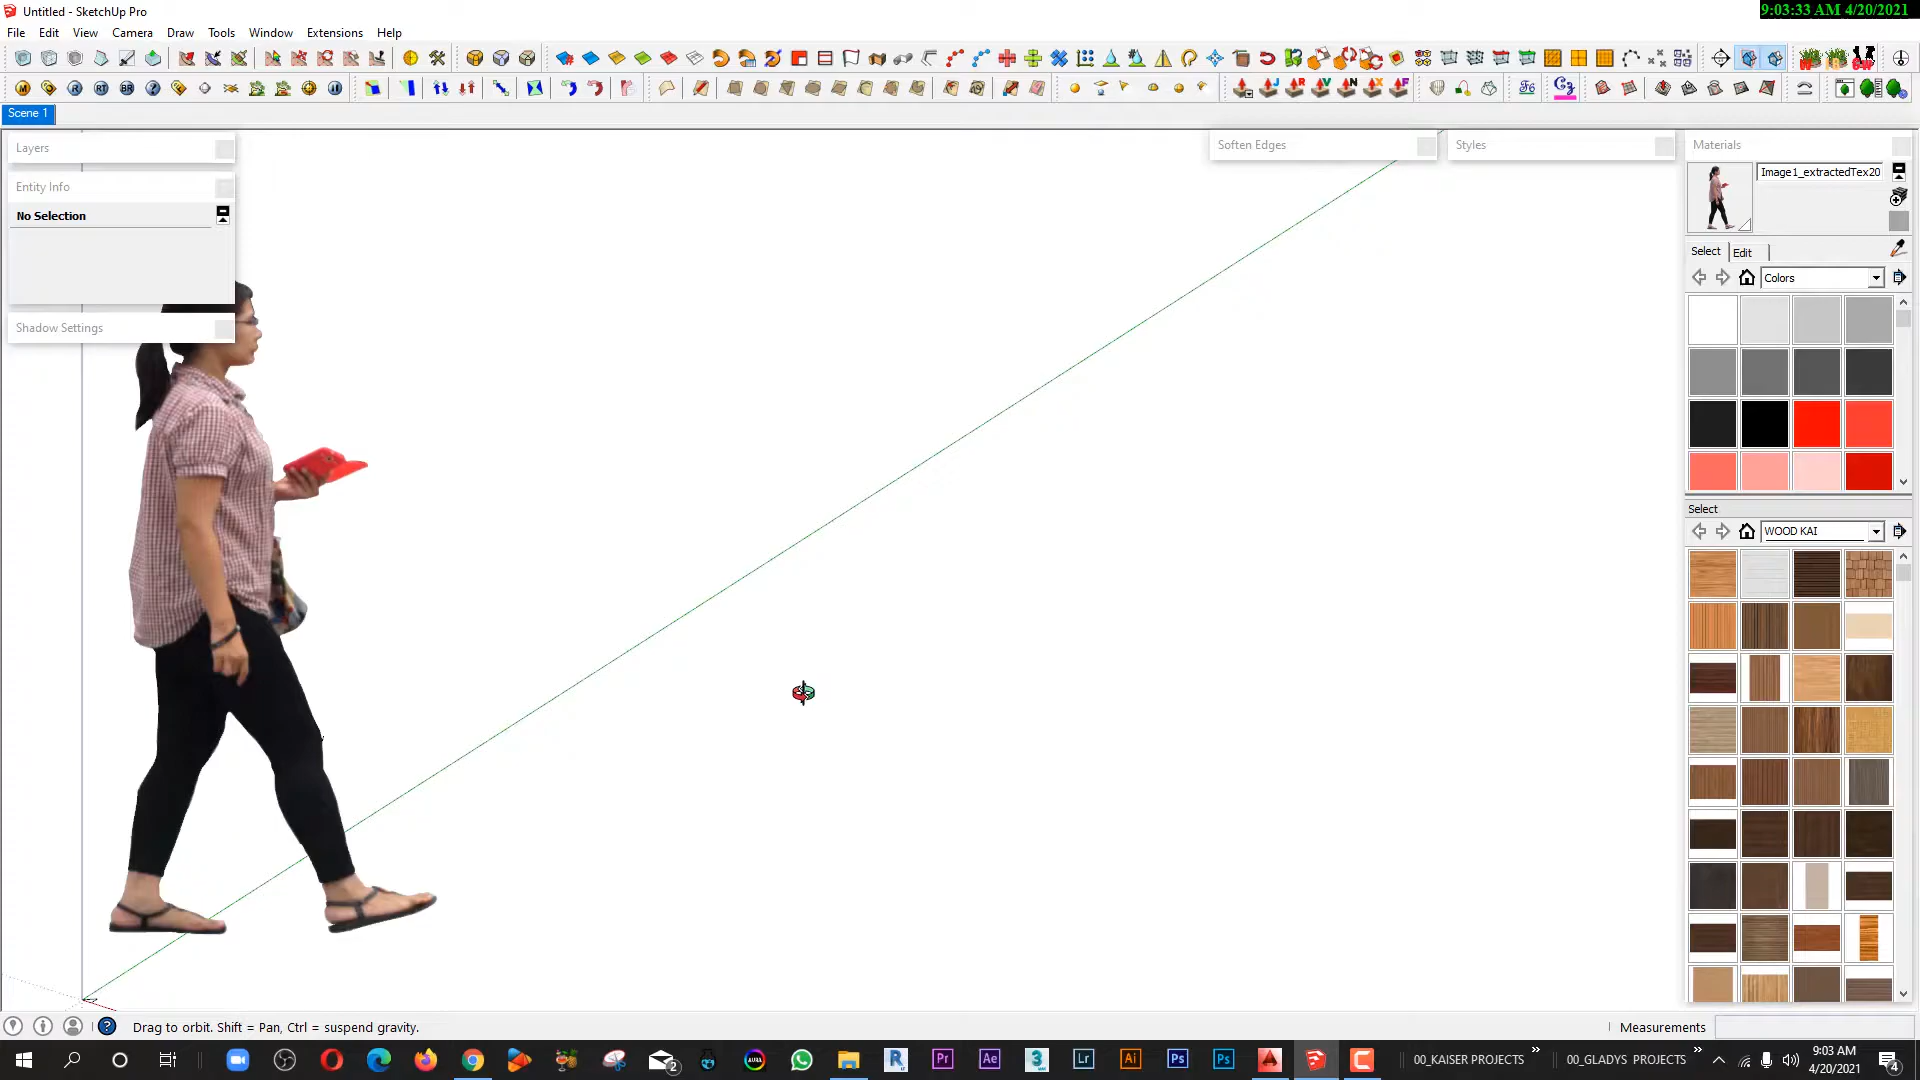 Untitled - SketchUp Pro
9:03:33 AM 4/20/2021
File Edit View Camera Draw Tools Window Extensions Help
Scene 1
Layers
Entity Info
No Selection
Shadow Settings
Soften Edges
Styles
Materials
Image1_extractedTex20
Select Edit
Colors
Select
WOOD KAI
Drag to orbit. Shift = Pan, Ctrl = suspend gravity.
Measurements
00_KAISER PROJECTS
00_GLADYS PROJECTS
9:03 AM
4/20/2021